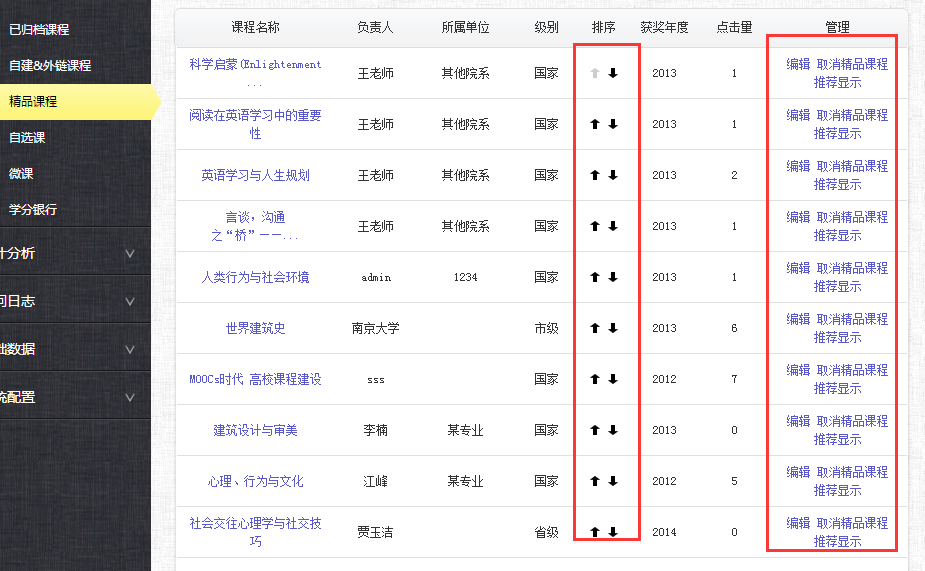 已归档课程
自建&外链课程
精品课程
自选课
微课
学分银行
分析
日志
数据
配置
课程名称 负责人 所属单位 级别 排序 获奖年度 点击量 管理
科学启蒙(Enlightenment
... 王老师 其他院系 国家 2013 1 编辑 取消精品课程
推荐显示
阅读在英语学习中的重要
性 王老师 其他院系 国家 2013 1 编辑 取消精品课程
推荐显示
英语学习与人生规划 王老师 其他院系 国家 2013 2 编辑 取消精品课程
推荐显示
言谈，沟通
之“桥”——... 王老师 其他院系 国家 2013 1 编辑 取消精品课程
推荐显示
人类行为与社会环境 admin 1234 国家 2013 1 编辑 取消精品课程
推荐显示
世界建筑史 南京大学 市级 2013 6 编辑 取消精品课程
推荐显示
MOOCs时代 高校课程建设 sss 国家 2012 7 编辑 取消精品课程
推荐显示
建筑设计与审美 李楠 某专业 国家 2013 0 编辑 取消精品课程
推荐显示
心理、行为与文化 江峰 某专业 国家 2012 5 编辑 取消精品课程
推荐显示
社会交往心理学与社交技
巧 贾玉洁 省级 2014 0 编辑 取消精品课程
推荐显示